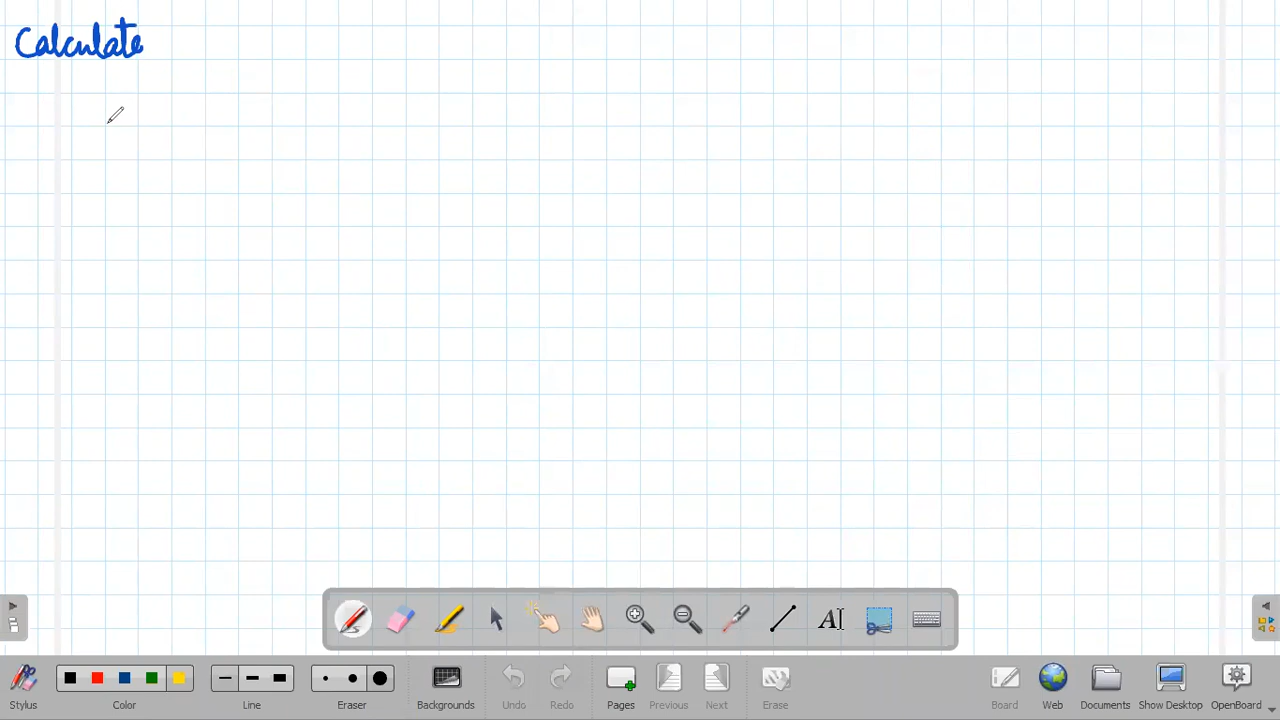 Calculate
Stylus
Color
Line
Eraser
Backgrounds
Undo
Redo
Pages
Previous
Next
Erase
Board
Web
Documents
Show Desktop
OpenBoard